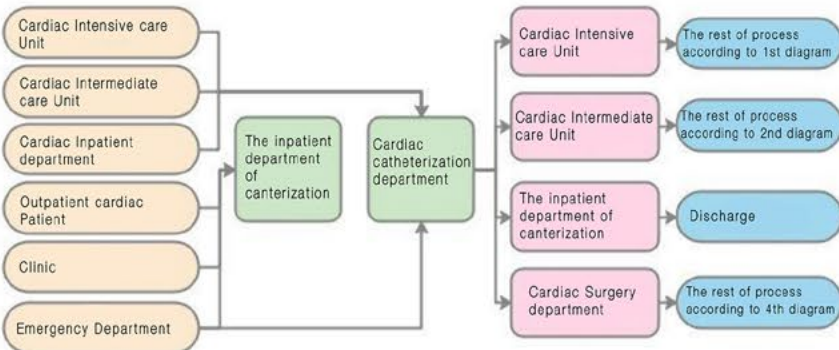 Cardiac Intensive care
Unit
Cardiac Intermediate
care Unit
Cardiac Inpatient
department
Outpatient cardiac
Patient
Clinic
Emergency Department
The inpatient
department
of
canterization
Cardiac
catheterization
department
Cardiac Intensive
care Unit
Cardiac Intermediate
care Unit
The inpatient
department of
canterization
Cardiac Surgery
department
The rest of process
according to 1st diagram
The rest of process
according to 2nd diagram
Discharge
The rest of process
according to 4th diagram